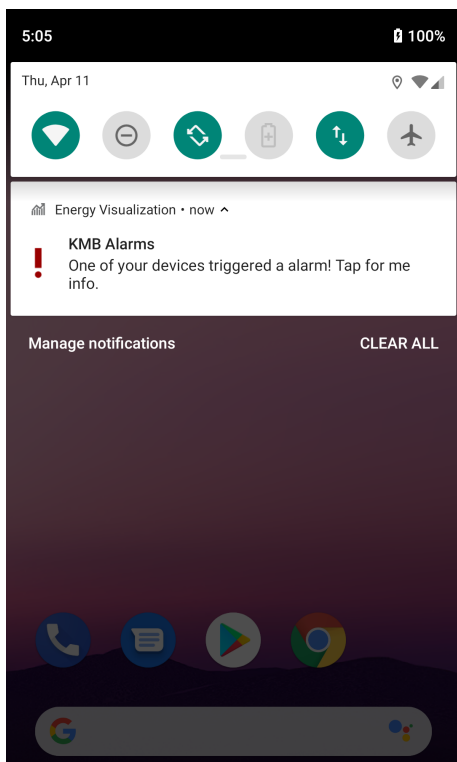 5:05 100%
Thu, Apr 11
Energy Visualization • now
KMB Alarms
One of your devices triggered a alarm! Tap for me
info.
Manage notifications CLEAR ALL